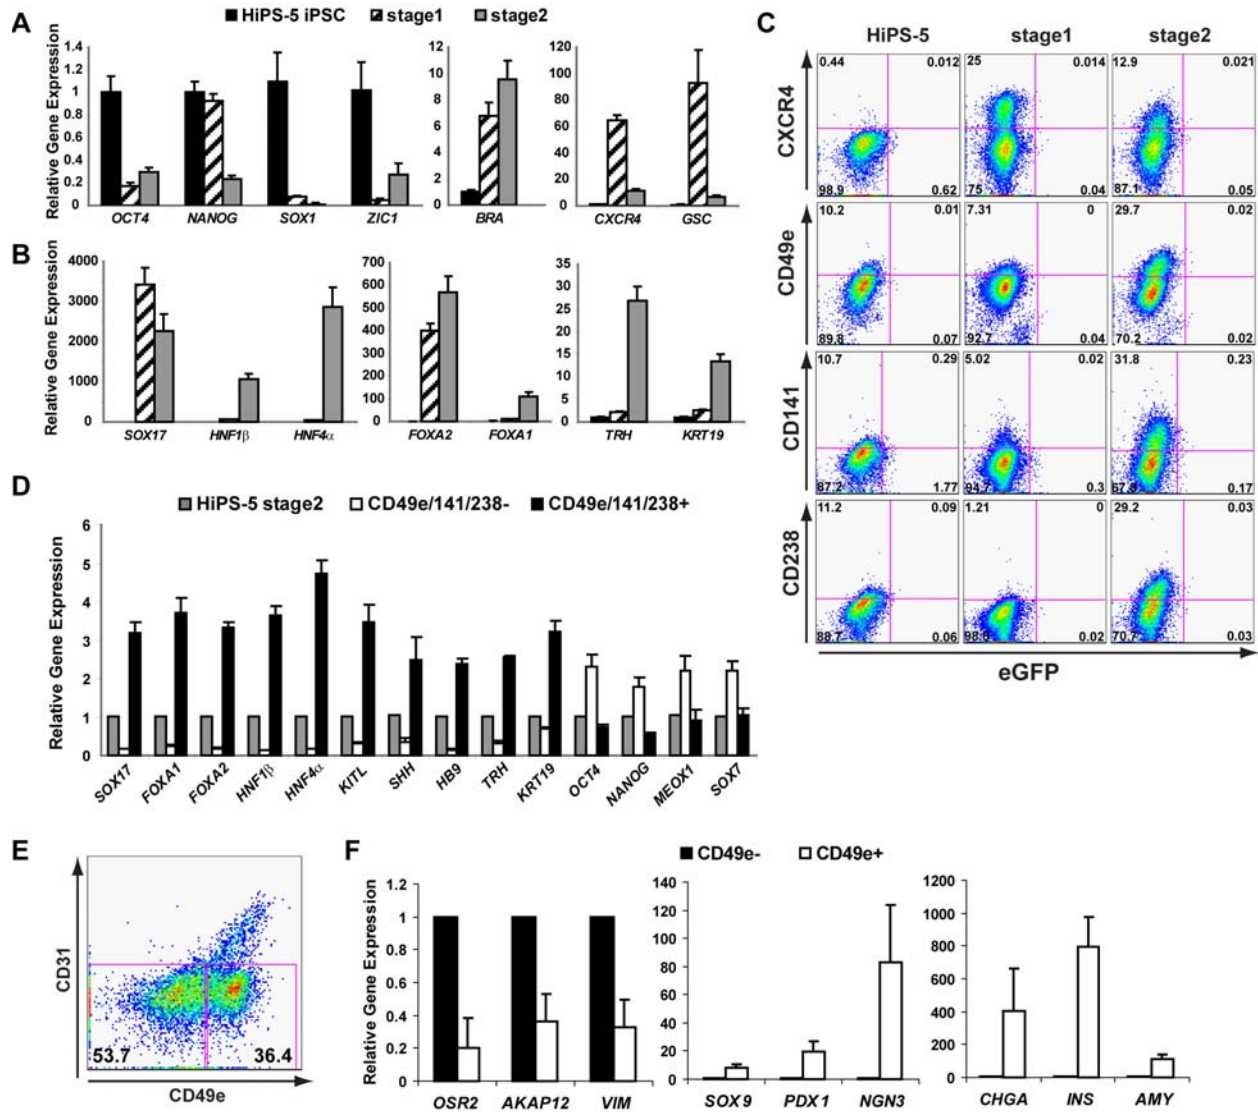 A
HiPS-5 iPSC stage1 stage2
Relative Gene Expression
1.4
1.2
1
0.8
0.6
0.4
0.2
0
OCT4 NANOG SOX1 ZIC1
12
10
8
6
4
2
0
BRA
120
100
80
60
40
20
0
CXCR4 GSC
B
Relative Gene Expression
4000
3000
2000
1000
0
SOX17 HNF1β HNF4α
700
600
500
400
300
200
100
0
FOXA2 FOXA1
35
30
25
20
15
10
5
0
TRH KRT19
C
HiPS-5 stage1 stage2
CXCR4
0.44 0.012 25 0.014 12.9 0.021
98.9 0.62 75 0.04 87.1 0.05
CD49e
10.2 0.01 7.31 0 29.7 0.02
89.8 0.07 92.7 0.04 70.2 0.02
CD141
10.7 0.29 5.02 0.02 31.8 0.23
87.2 1.77 94.7 0.3 67.8 0.17
CD238
11.2 0.09 1.21 0 29.2 0.03
88.7 0.06 98.8 0.02 70.7 0.03
eGFP
D
HiPS-5 stage2 CD49e/141/238- CD49e/141/238+
Relative Gene Expression
6
5
4
3
2
1
0
SOX17 FOXA1 FOXA2 HNF1β HNF4α KITL SHH HB9 TRH KRT19 OCT4 NANOG MEOX1 SOX7
E
CD31
53.7 36.4
CD49e
F
CD49e- CD49e+
Relative Gene Expression
1.2
1
0.8
0.6
0.4
0.2
0
OSR2 AKAP12 VIM
140
120
100
80
60
40
20
0
SOX9 PDX1 NGN3
1200
1000
800
600
400
200
0
CHGA INS AMY